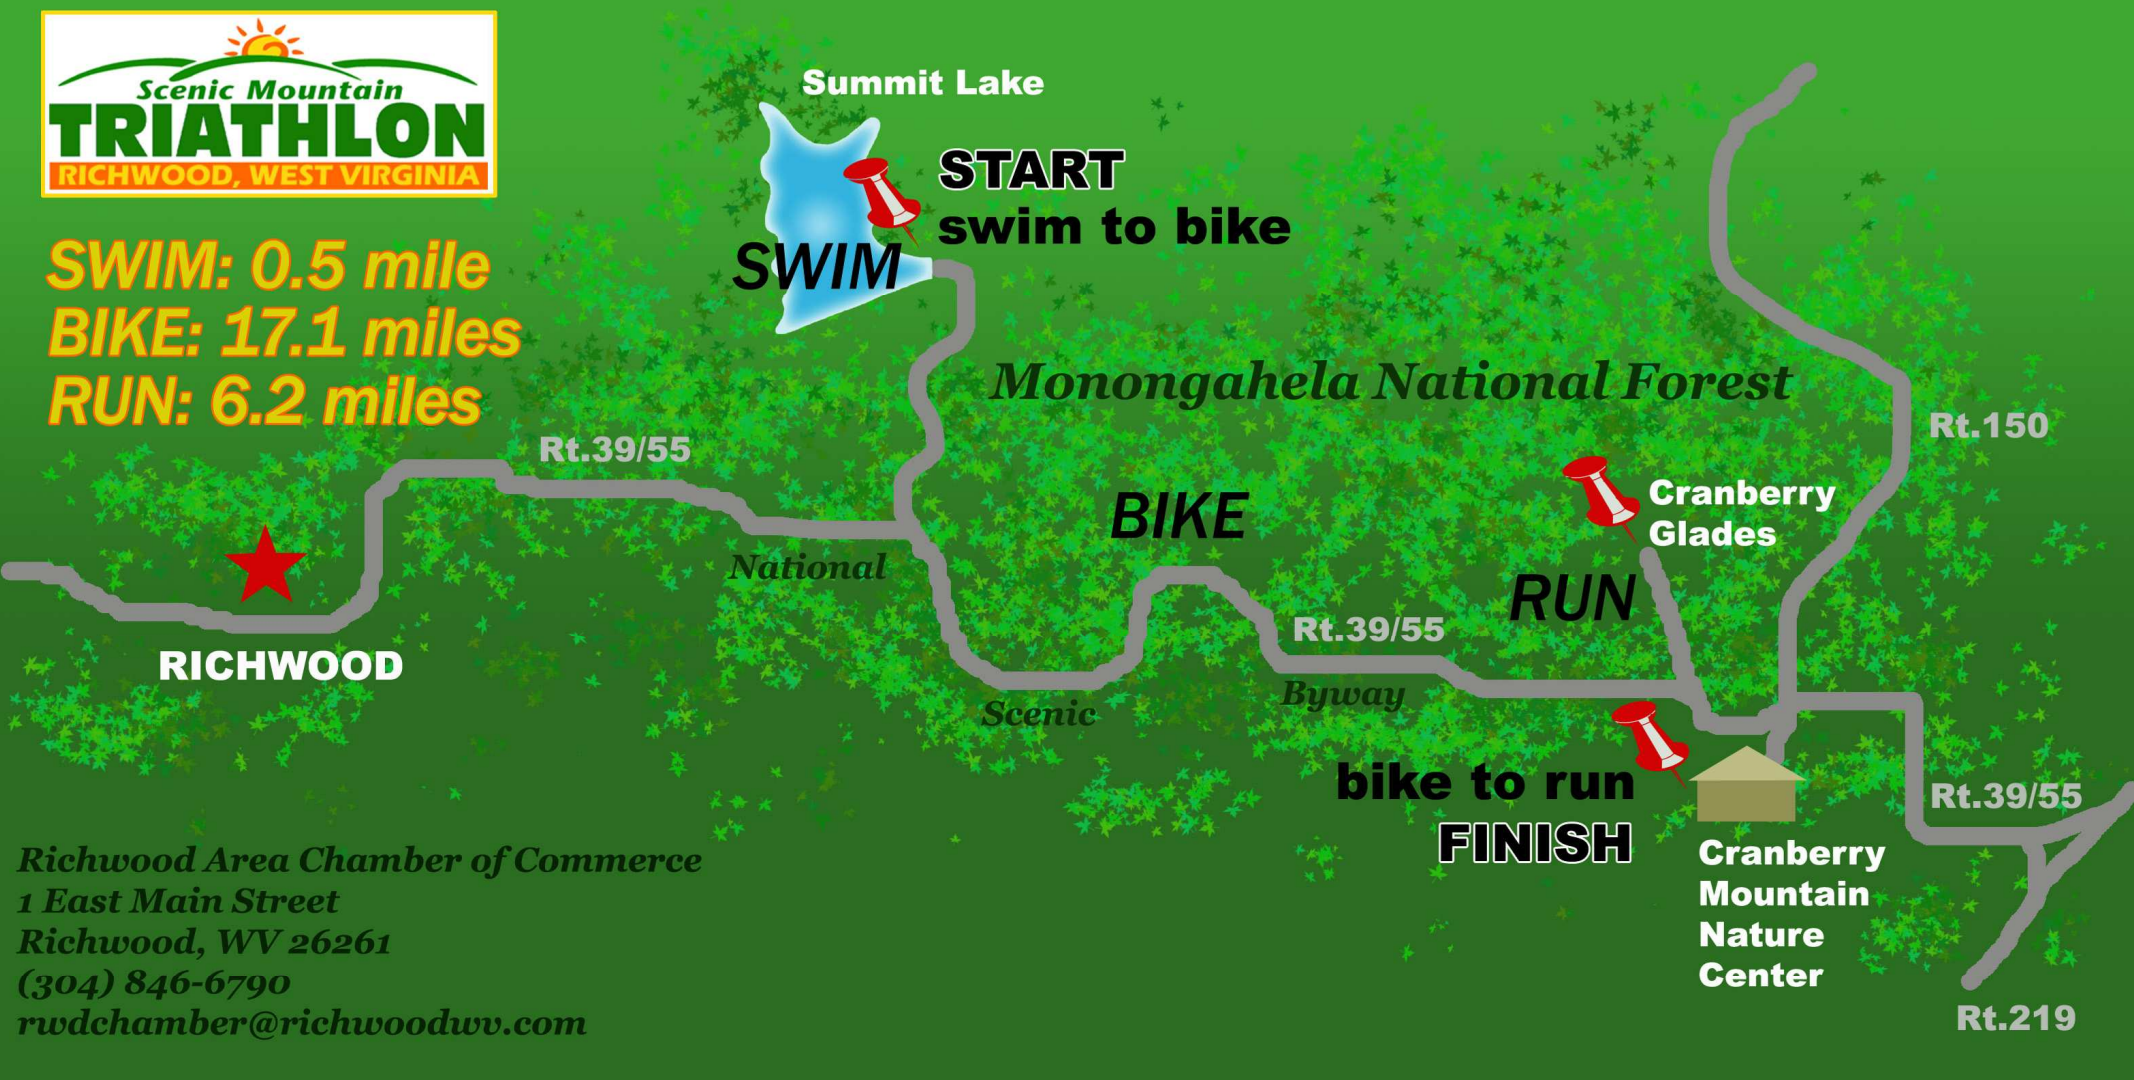 Scenic Mountain
TRIATHLON
RICHWOOD, WEST VIRGINIA
SWIM: 0.5 mile
BIKE: 17.1 miles
RUN: 6.2 miles
Summit Lake
START
swim to bike
SWIM
Monongahela National Forest
Rt.150
Rt.39/55
Cranberry
Glades
BIKE
National
RUN
Rt.39/55
RICHWOOD
Byway
Scenic
bike to run
FINISH
Rt.39/55
Cranberry
Mountain
Nature
Center
Rt.219
Richwood Area Chamber of Commerce
1 East Main Street
Richwood, WV 26261
(304) 846-6790
rwdchamber@richwoodwv.com